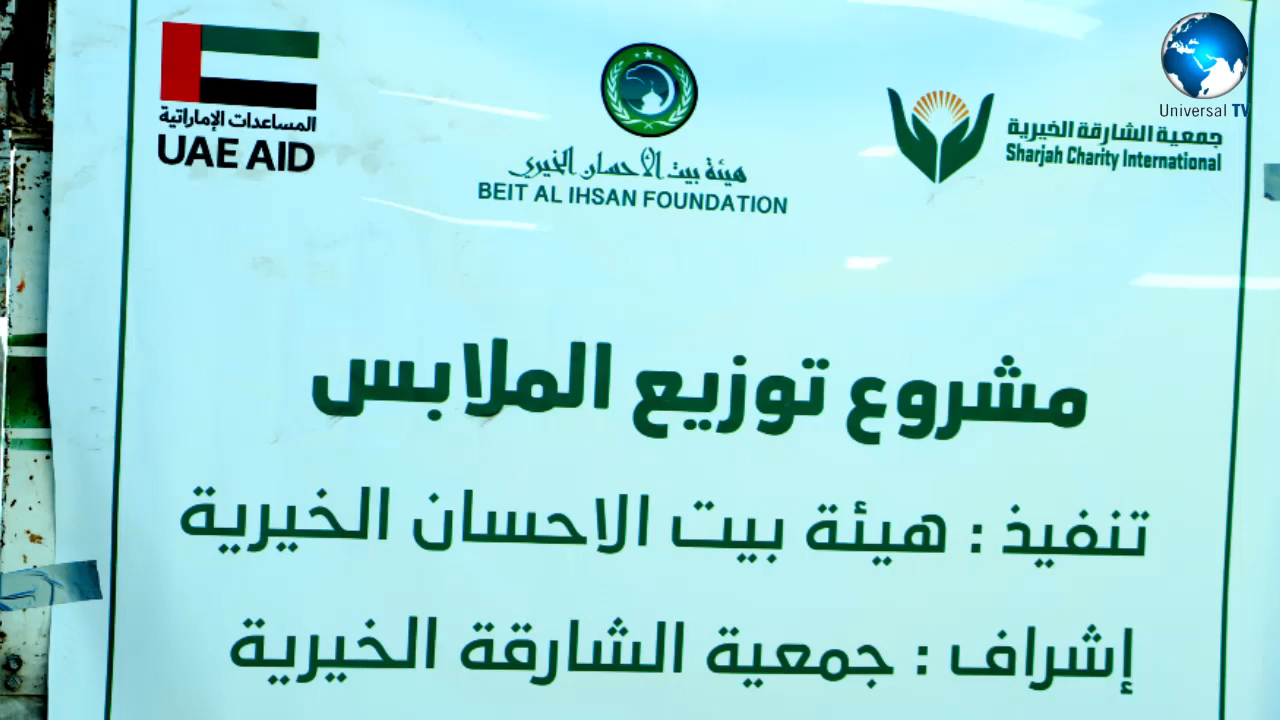 المساعدات الإماراتية
UAE AID
هيئة بيت الاحسان الخيري
BEIT AL IHSAN FOUNDATION
جمعية الشارقة الخيرية
Sharjah Charity International
Universal TV
مشروع توزيع الملابس
تنفيذ : هيئة بيت الاحسان الخيرية
إشراف : جمعية الشارقة الخيرية